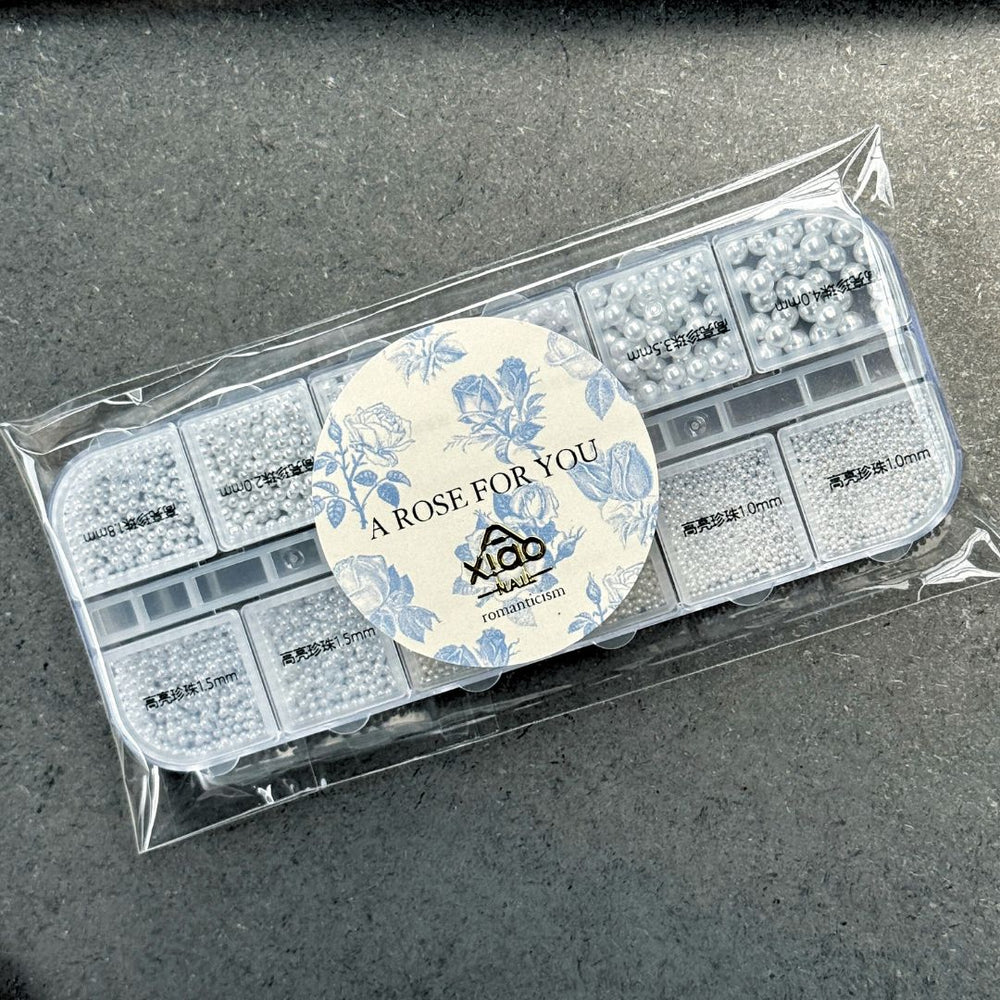 高亮珍珠4.0mm
高亮珍珠3.5mm
高亮珍珠2.0mm
高亮珍珠1.8mm
A ROSE FOR YOU
xiao
NAIL
romanticism
高亮珍珠1.0mm
高亮珍珠1.0mm
高亮珍珠1.5mm
高亮珍珠1.5mm